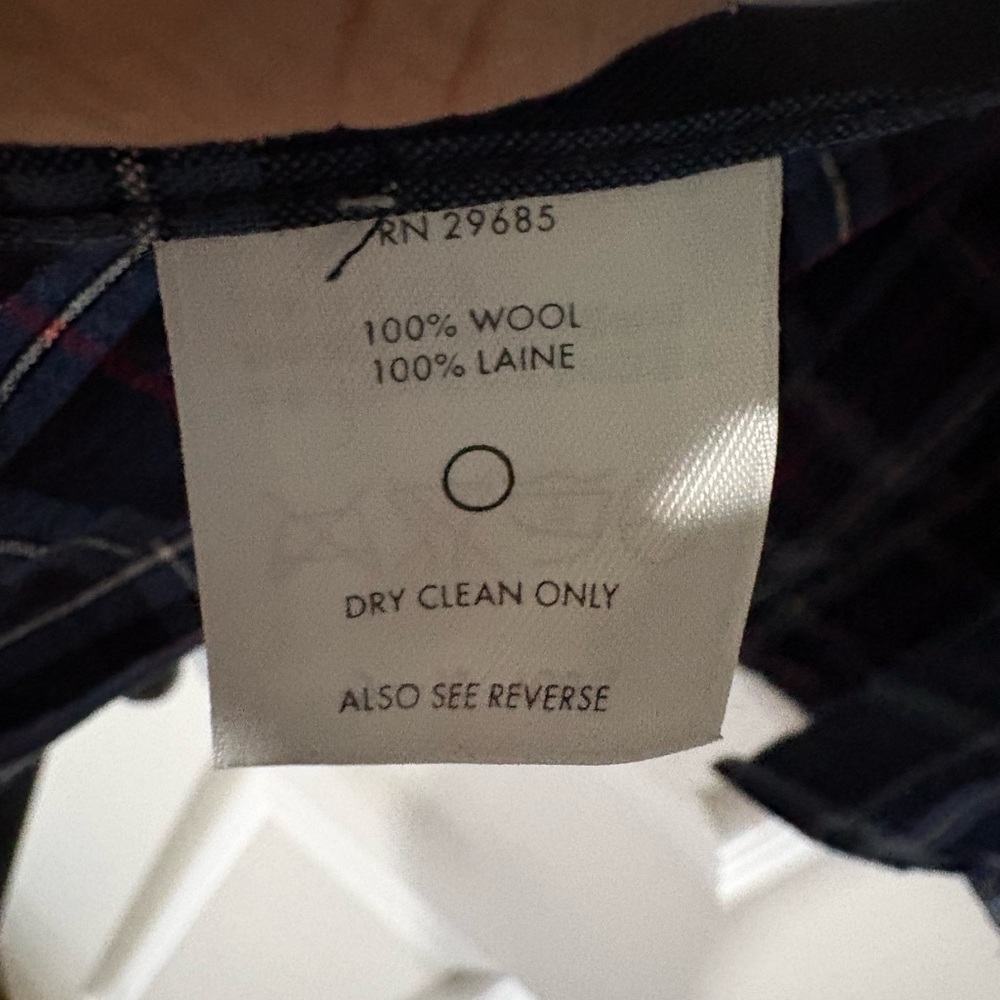 RN 29685
100% WOOL
100% LAINE
DRY CLEAN ONLY
ALSO SEE REVERSE